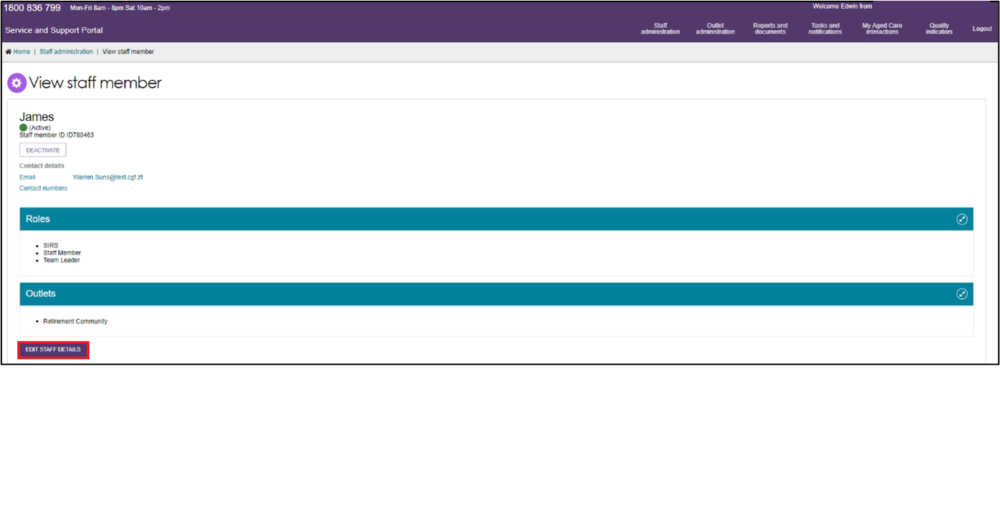 1800 836 799 Mon-Fri 8am - 8pm Sat 10am - 2pm
Welcome Edwin from
Service and Support Portal
Staff administration
Outlet administration
Reports and documents
Tasks and notifications
My Aged Care interactions
Quality indicators
Logout
Home | Staff administration | View staff member
View staff member
James
(Active)
Staff member ID ID780463
DEACTIVATE
Contact details
Email Warren.Suns@test.cgf.zf
Contact numbers
Roles
SIRS
Staff Member
Team Leader
Outlets
Retirement Community
EDIT STAFF DETAILS